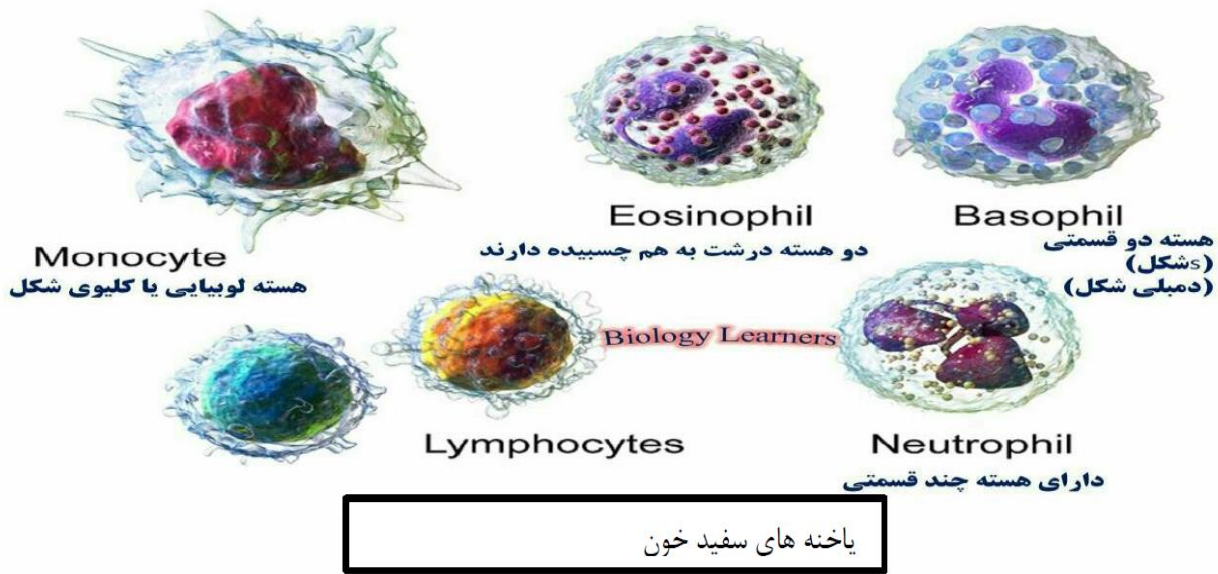 Eosinophil
دو هسته درشت به هم چسبیده دارند
Basophil
هسته دو قسمتی
(sشکل)
(دمبلی شکل)
Monocyte
هسته لوبیایی یا کلیوی شکل
Biology Learners
Lymphocytes
Neutrophil
دارای هسته چند قسمتی
یاخته های سفید خون